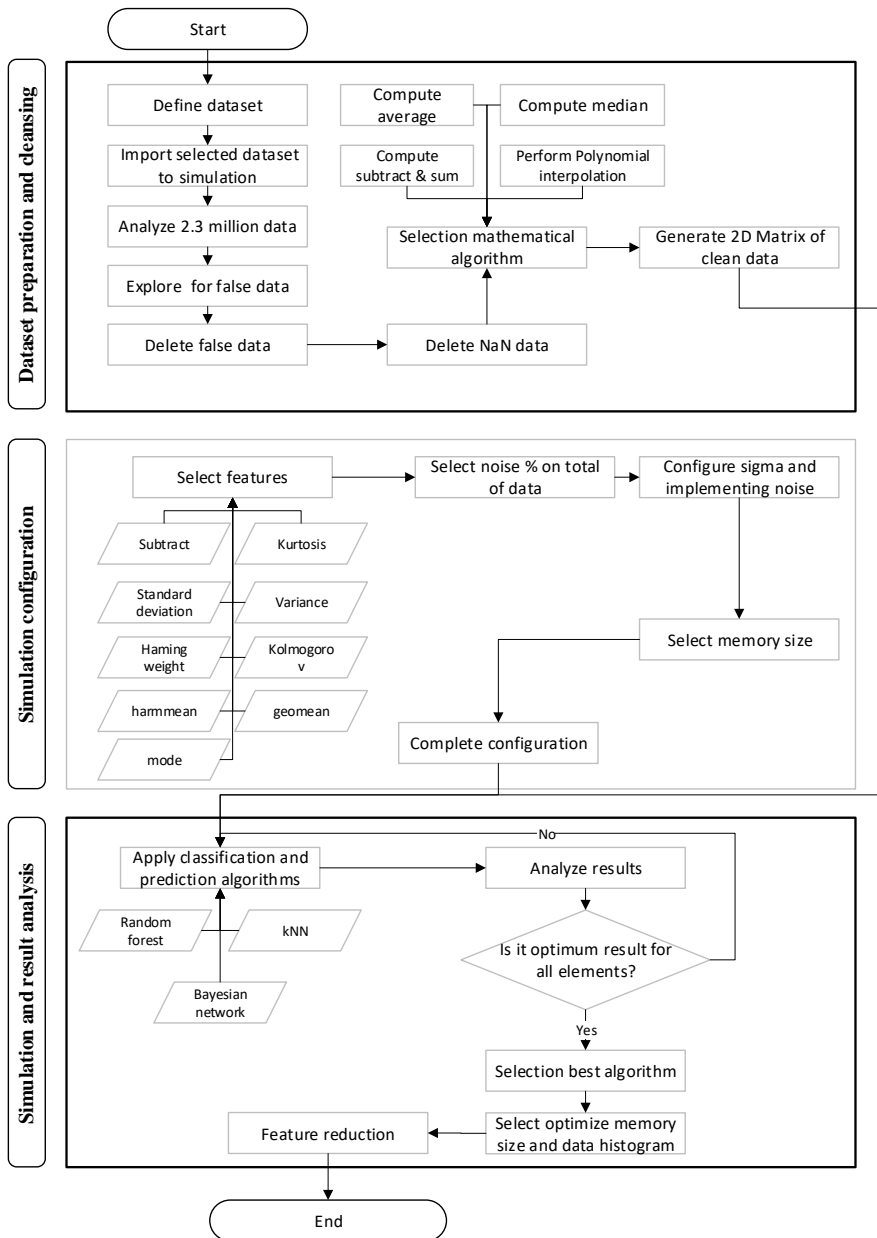 Start
Dataset preparation and cleansing
Define dataset
Import selected dataset
to simulation
Analyze 2.3 million data
Explore for false data
Delete false data
Compute
average
Compute median
Compute
subtract & sum
Perform Polynomial
interpolation
Selection mathematical
algorithm
Generate 2D Matrix of
clean data
Delete NaN data
Simulation configuration
Select features
Select noise % on total
of data
Configure sigma and
implementing noise
Subtract
Kurtosis
Standard
deviation
Variance
Haming
weight
Kolmogoro
v
harmmean
geomean
mode
Select memory size
Complete configuration
Simulation and result analysis
No
Apply classification and
prediction algorithms
Analyze results
Random
forest
kNN
Bayesian
network
Is it optimum result for
all elements?
Yes
Selection best algorithm
Select optimize memory
size and data histogram
Feature reduction
End